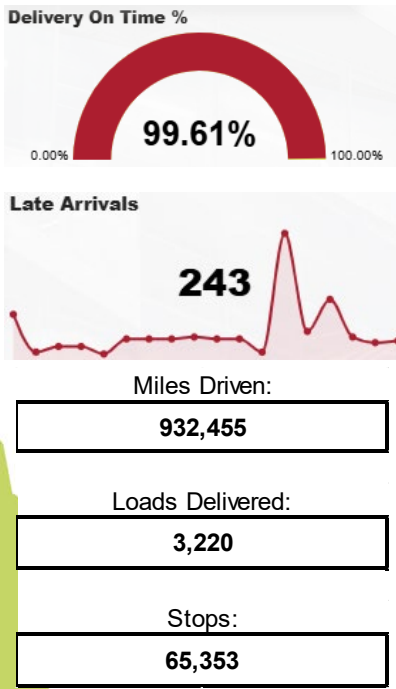 Delivery On Time %
99.61%
0.00%
100.00%
Late Arrivals
243
Miles Driven:
932,455
Loads Delivered:
3,220
Stops:
65,353